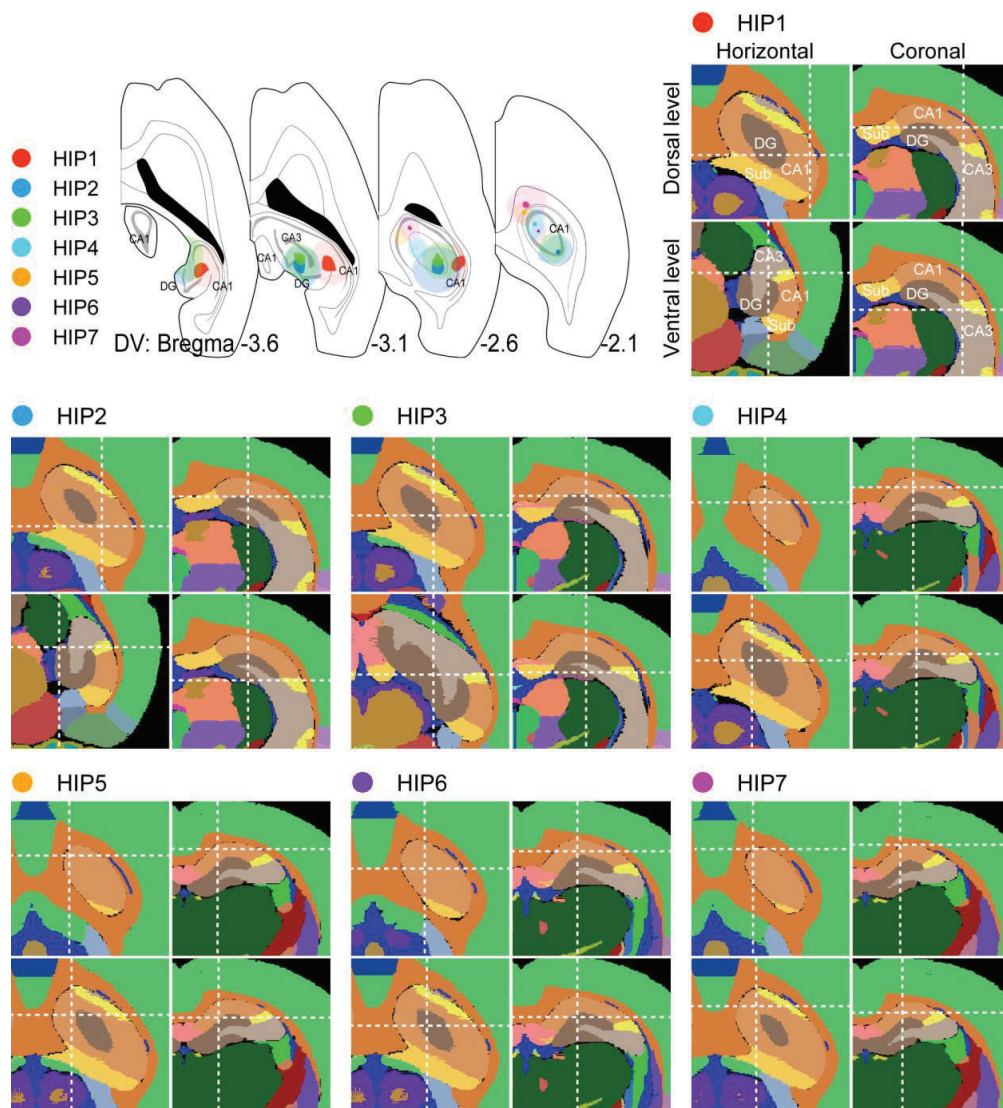 HIP1
Horizontal Coronal
Dorsal level
CA1
Sub
DG
CA3
DG
CA1
Sub
Ventral level
CA3
DG
CA1
Sub
CA1
Sub
DG
CA3
HIP1
HIP2
HIP3
HIP4
HIP5
HIP6
HIP7
CA1
DG
CA1
CA3
CA1
DG
CA1
CA1
CA1
DV: Bregma -3.6 -3.1 -2.6 -2.1
HIP2 HIP3 HIP4
HIP5 HIP6 HIP7